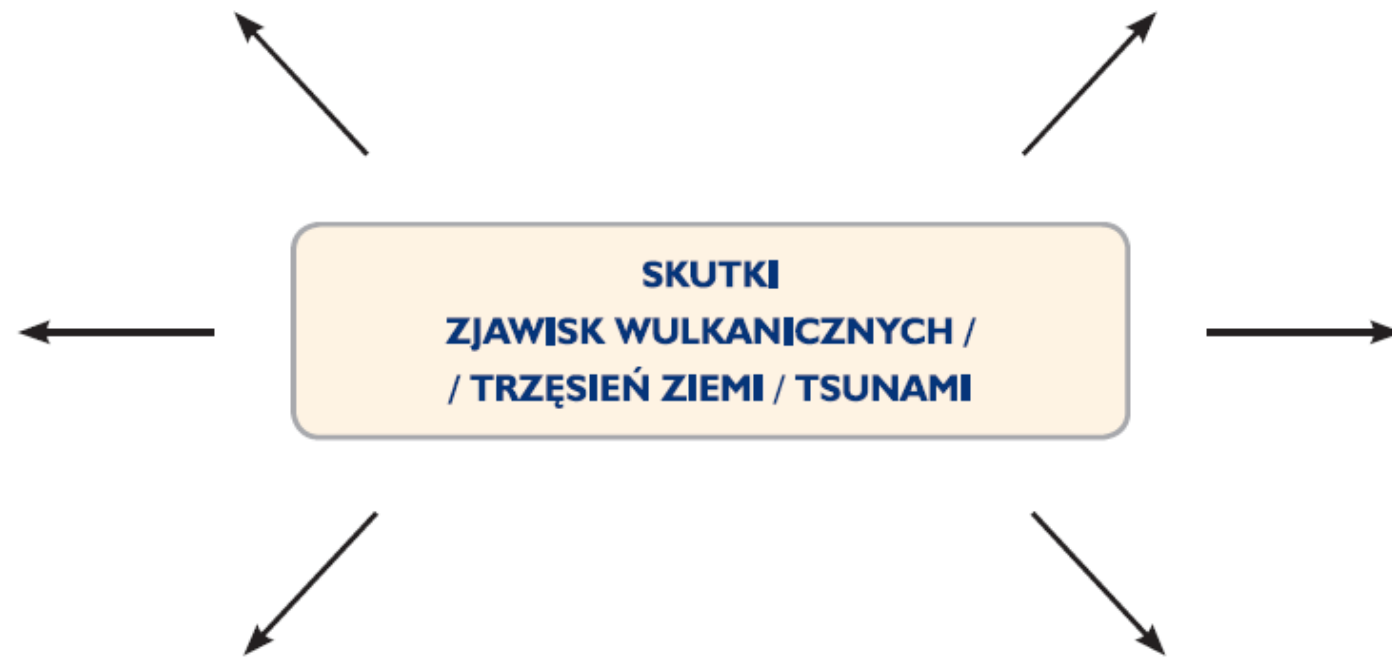 SKUTKI
ZJAWISK WULKANICZNYCH /
/ TRZĘSIEŃ ZIEMI / TSUNAMI